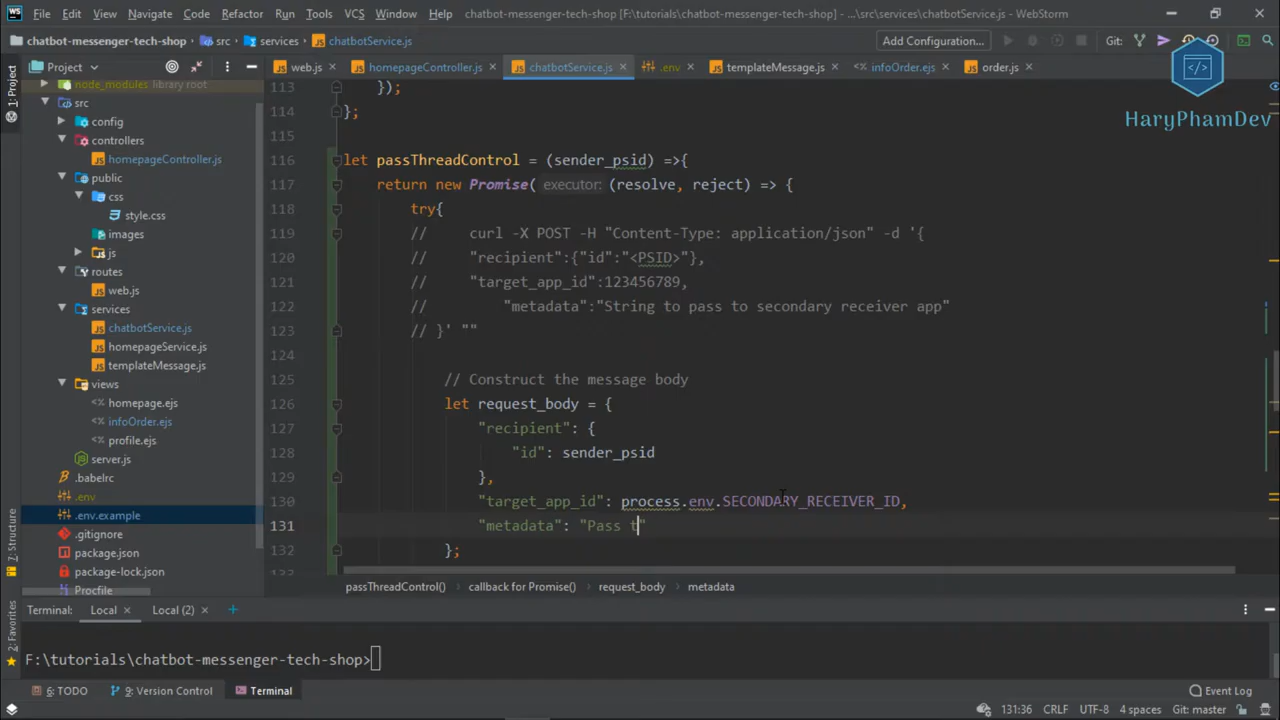 WS File Edit View Navigate Code Refactor Run Tools VCS Window Help chatbot-messenger-tech-shop [F:\tutorials\chatbot-messenger-tech-shop] - ...\src\services\chatbotService.js - WebStorm
chatbot-messenger-tech-shop src services chatbotService.js Add Configuration... Git:
Project web.js homepageController.js chatbotService.js .env templateMessage.js infoOrder.ejs order.js
HaryPhamDev
1: Project
node_modules library root
src
config
controllers
homepageController.js
public
css
style.css
images
js
routes
web.js
services
chatbotService.js
homepageService.js
templateMessage.js
views
homepage.ejs
infoOrder.ejs
profile.ejs
server.js
.babelrc
.env
.env.example
.gitignore
package.json
package-lock.json
Procfile
7: Structure
2: Favorites
113 });
114 };
115
116 let passThreadControl = (sender_psid) =>{
117 return new Promise( executor: (resolve, reject) => {
118 try{
119 // curl -X POST -H "Content-Type: application/json" -d '{
120 // "recipient":{"id":"<PSID>"},
121 // "target_app_id":123456789,
122 // "metadata":"String to pass to secondary receiver app"
123 // }' ""
124
125 // Construct the message body
126 let request_body = {
127 "recipient": {
128 "id": sender_psid
129 },
130 "target_app_id": process.env.SECONDARY_RECEIVER_ID,
131 "metadata": "Pass t"
132 };
133
passThreadControl() callback for Promise() request_body metadata
Terminal: Local Local (2)
F:\tutorials\chatbot-messenger-tech-shop>
6: TODO 9: Version Control Terminal Event Log
131:36 CRLF UTF-8 4 spaces Git: master